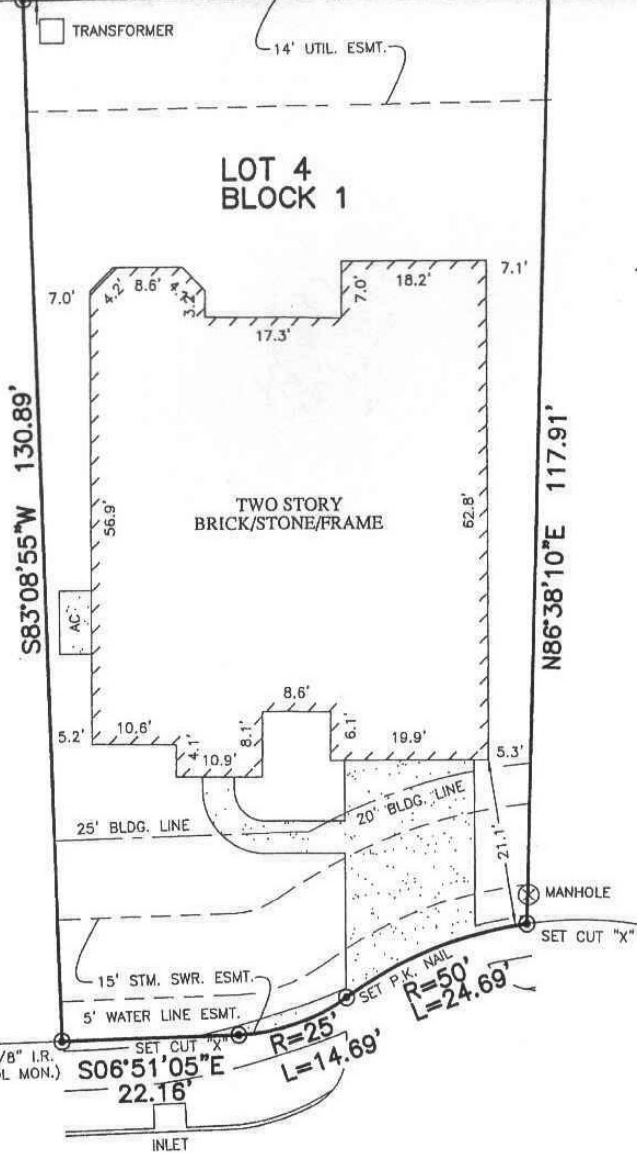 TRANSFORMER
14' UTIL. ESMT.
LOT 4
BLOCK 1
7.0'
4.2'
8.6'
3.2'
17.3'
7.0'
18.2'
7.1'
S83°08'55"W 130.89'
56.9'
TWO STORY
BRICK/STONE/FRAME
62.8'
N86°38'10"E 117.91'
AC
5.2'
10.6'
4.1'
10.9'
8.1'
8.6'
6.1'
19.9'
5.3'
25' BLDG. LINE
20' BLDG. LINE
21.1'
MANHOLE
SET CUT "X"
15' STM. SWR. ESMT.
5' WATER LINE ESMT.
SET P.K. NAIL
R=50'
L=24.69'
/8" I.R.
OL MON.)
SET CUT "X"
S06°51'05"E
22.16'
R=25'
L=14.69'
INLET